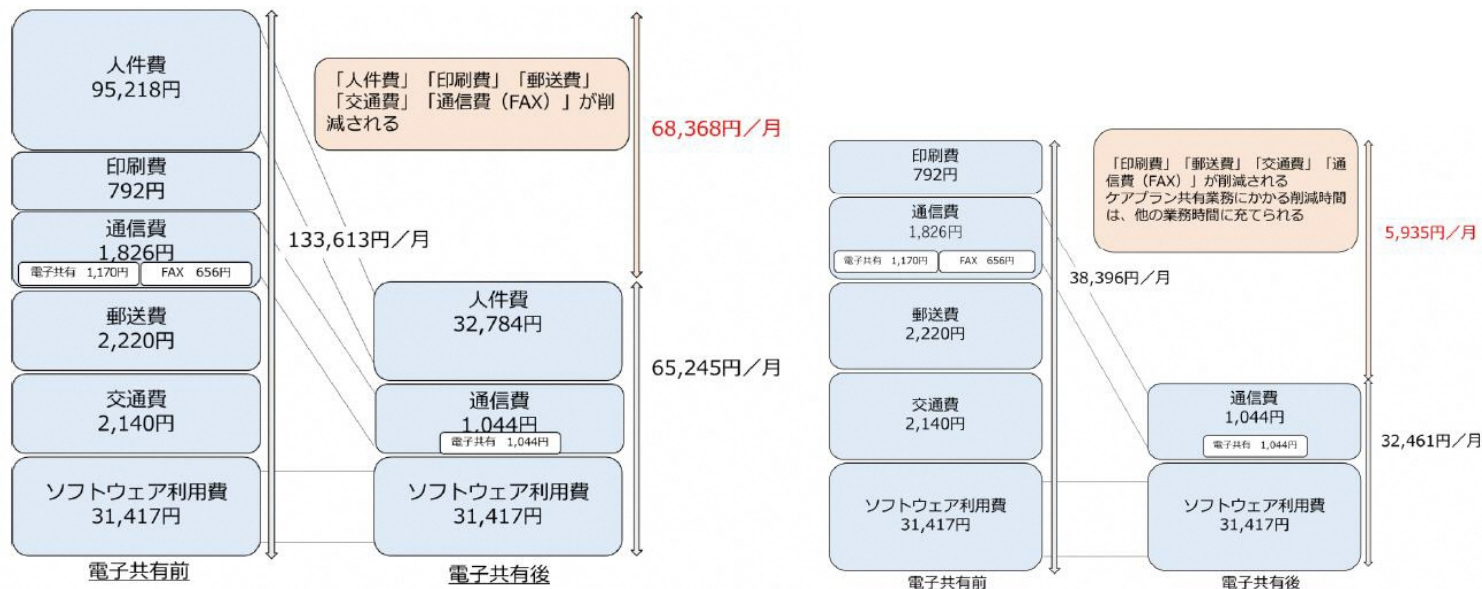 人件費
95,218円
印刷費
792円
通信費
1,826円
電子共有 1,170円
FAX 656円
郵送費
2,220円
交通費
2,140円
ソフトウェア利用費
31,417円
電子共有前
133,613円／月
「人件費」「印刷費」「郵送費」
「交通費」「通信費（FAX）」が削
減される
68,368円／月
人件費
32,784円
通信費
1,044円
電子共有 1,044円
ソフトウェア利用費
31,417円
電子共有後
65,245円／月
印刷費
792円
通信費
1,826円
電子共有 1,170円
FAX 656円
郵送費
2,220円
交通費
2,140円
ソフトウェア利用費
31,417円
電子共有前
38,396円／月
「印刷費」「郵送費」「交通費」「通
信費（FAX）」が削減される
ケアプラン共有業務にかかる削減時間
は、他の業務時間に充てられる
5,935円／月
通信費
1,044円
電子共有 1,044円
ソフトウェア利用費
31,417円
電子共有後
32,461円／月